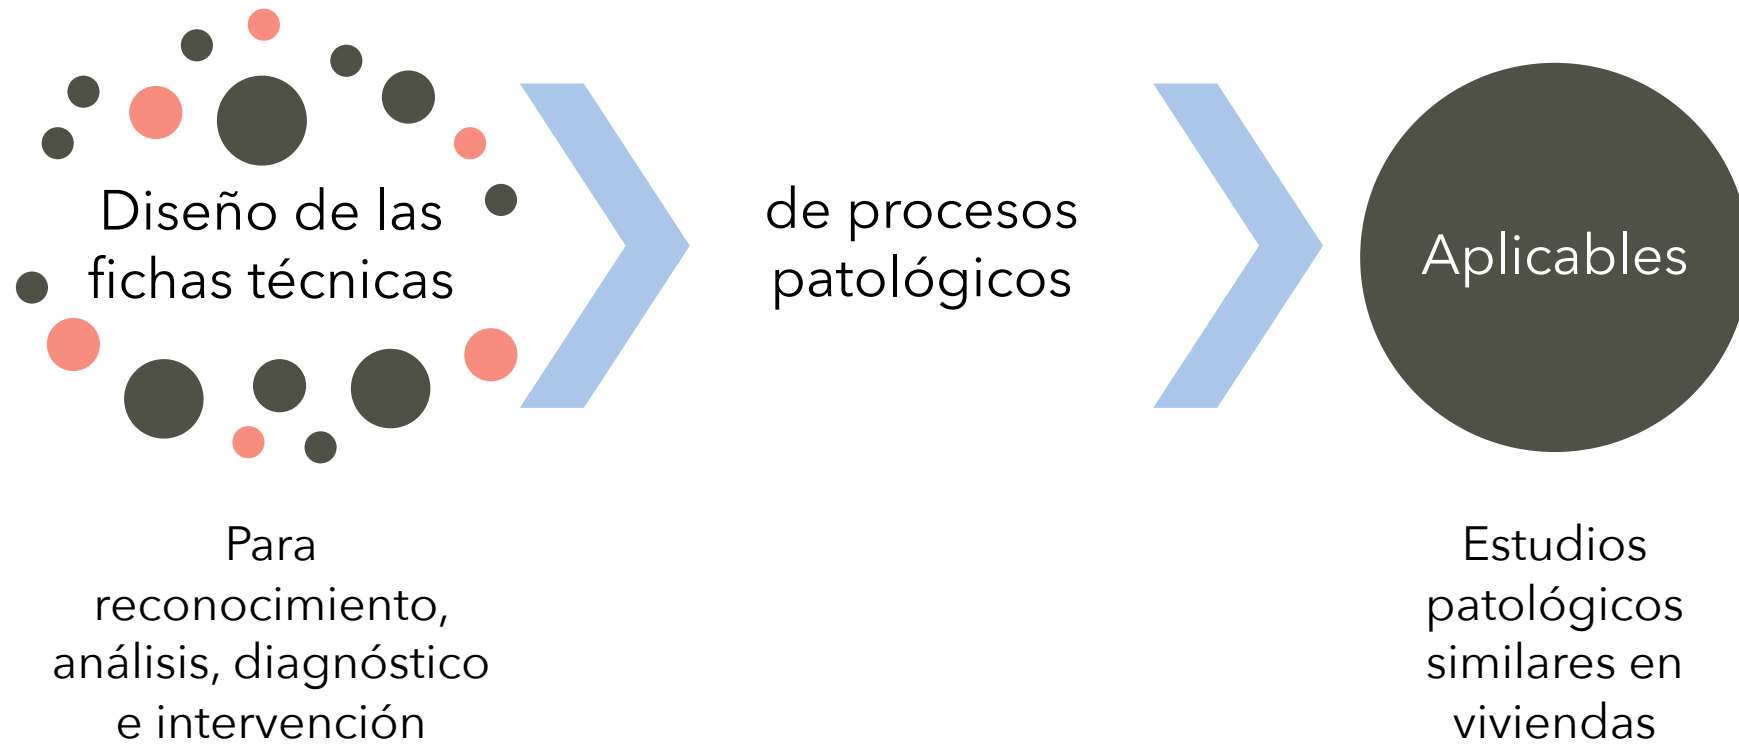 Diseño de las
fichas técnicas
de procesos
patológicos
Aplicables
Para
reconocimiento,
análisis, diagnóstico
e intervención
Estudios
patológicos
similares en
viviendas